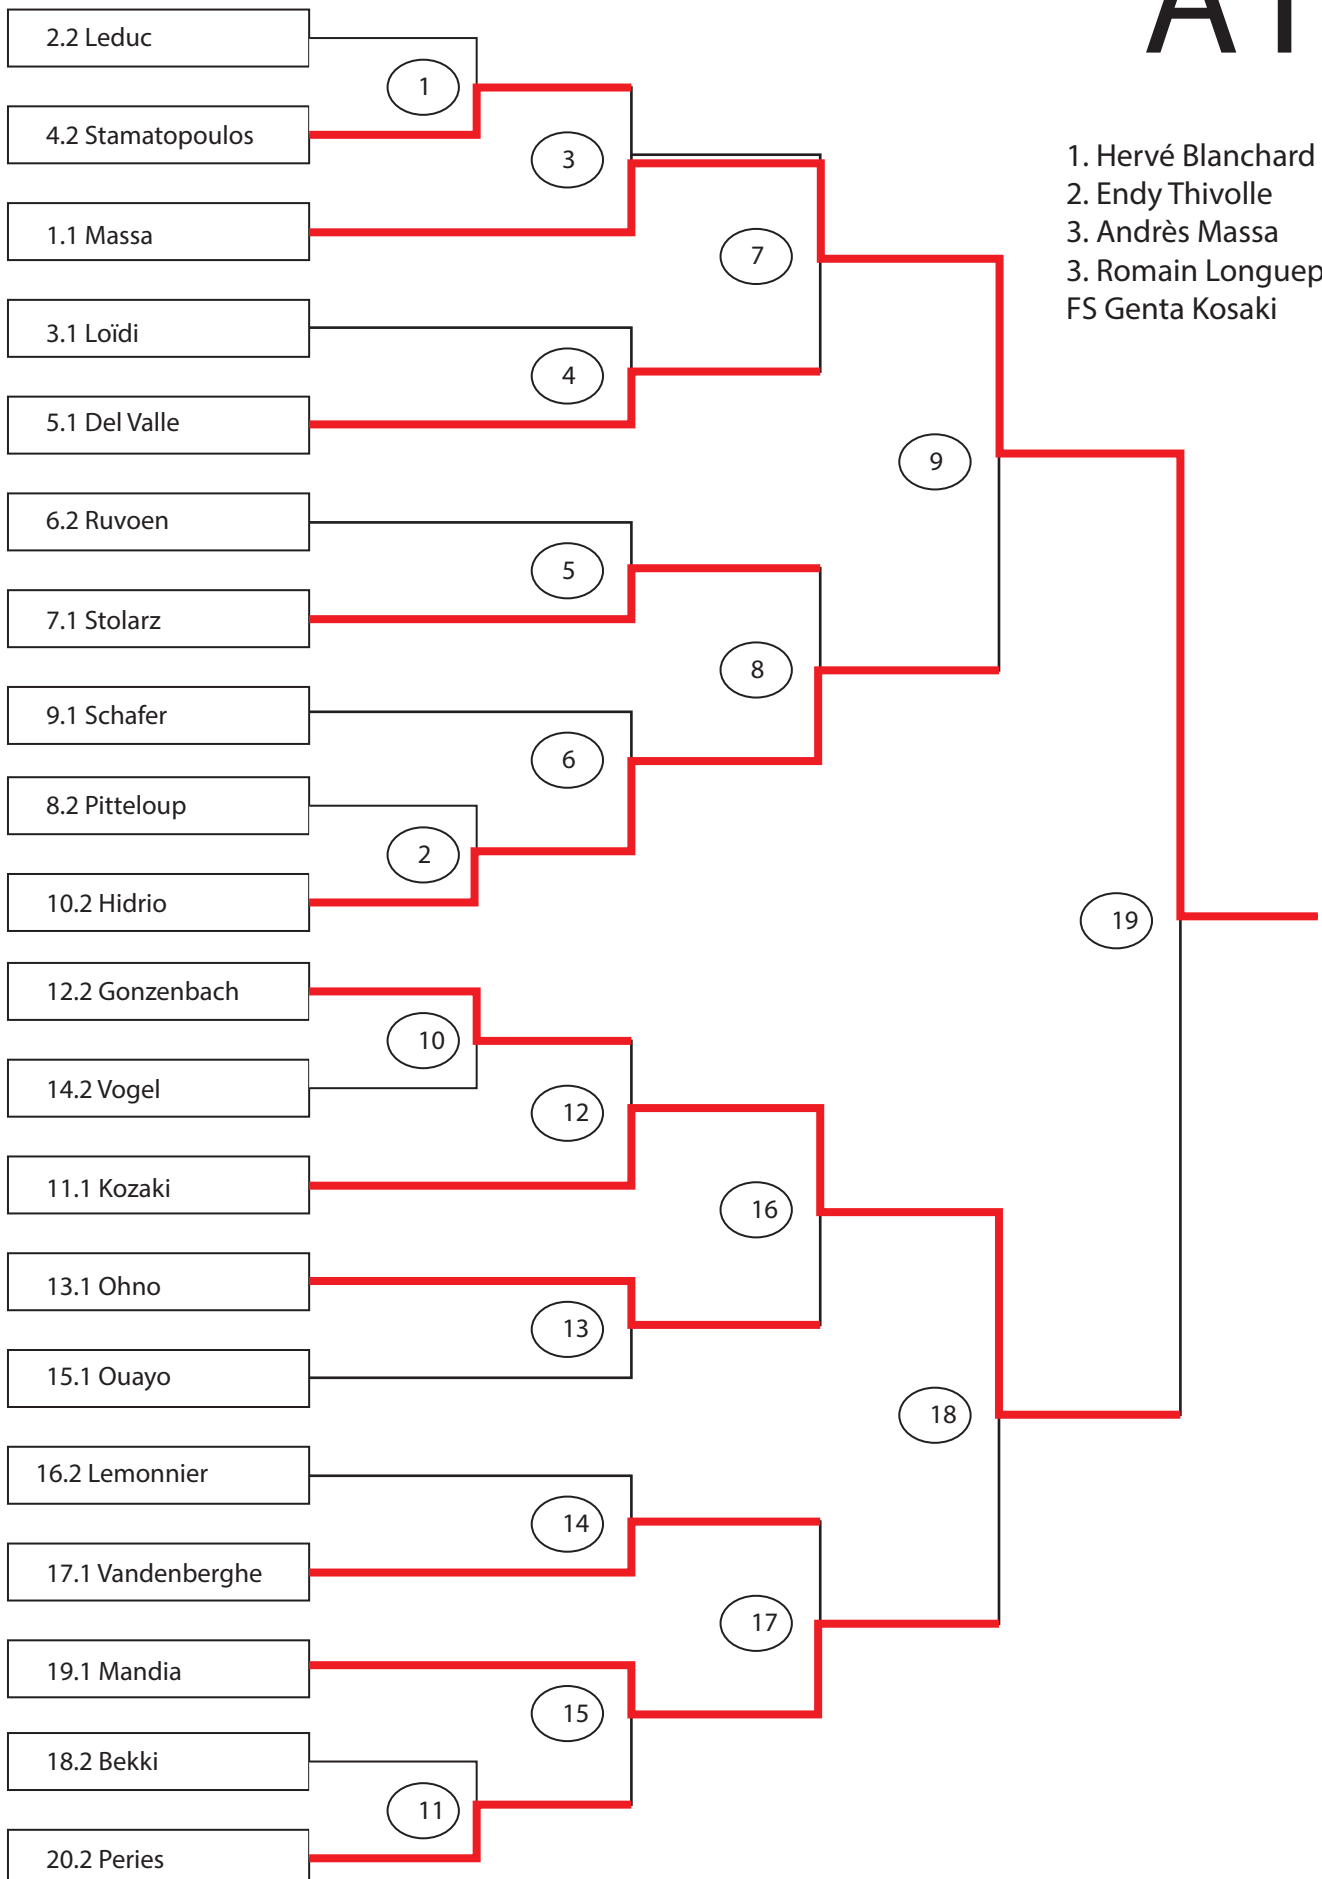 A 1
2.2 Leduc
1
4.2 Stamatopoulos
3
1. Hervé Blanchard
2. Endy Thivolle
3. Andrès Massa
3. Romain Longuep
FS Genta Kosaki
1.1 Massa
7
3.1 Loïdi
4
5.1 Del Valle
9
6.2 Ruvoen
5
7.1 Stolarz
8
9.1 Schafer
6
8.2 Pitteloup
2
10.2 Hidrio
19
12.2 Gonzenbach
10
14.2 Vogel
12
11.1 Kozaki
16
13.1 Ohno
13
15.1 Ouayo
18
16.2 Lemonnier
14
17.1 Vandenberghe
17
19.1 Mandia
15
18.2 Bekki
11
20.2 Peries